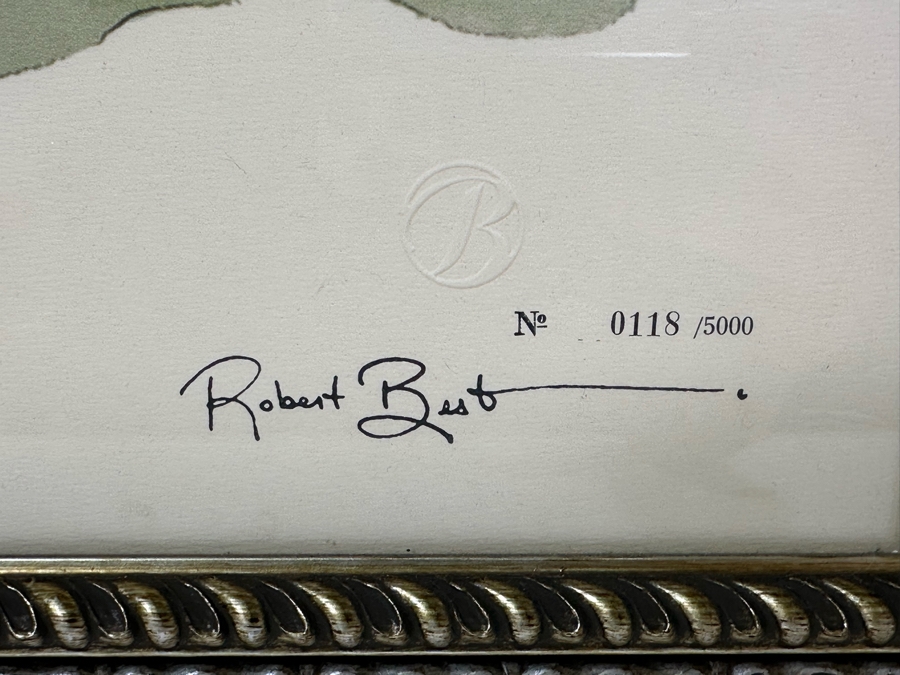 B
Nº 0118 /5000
Robert Best